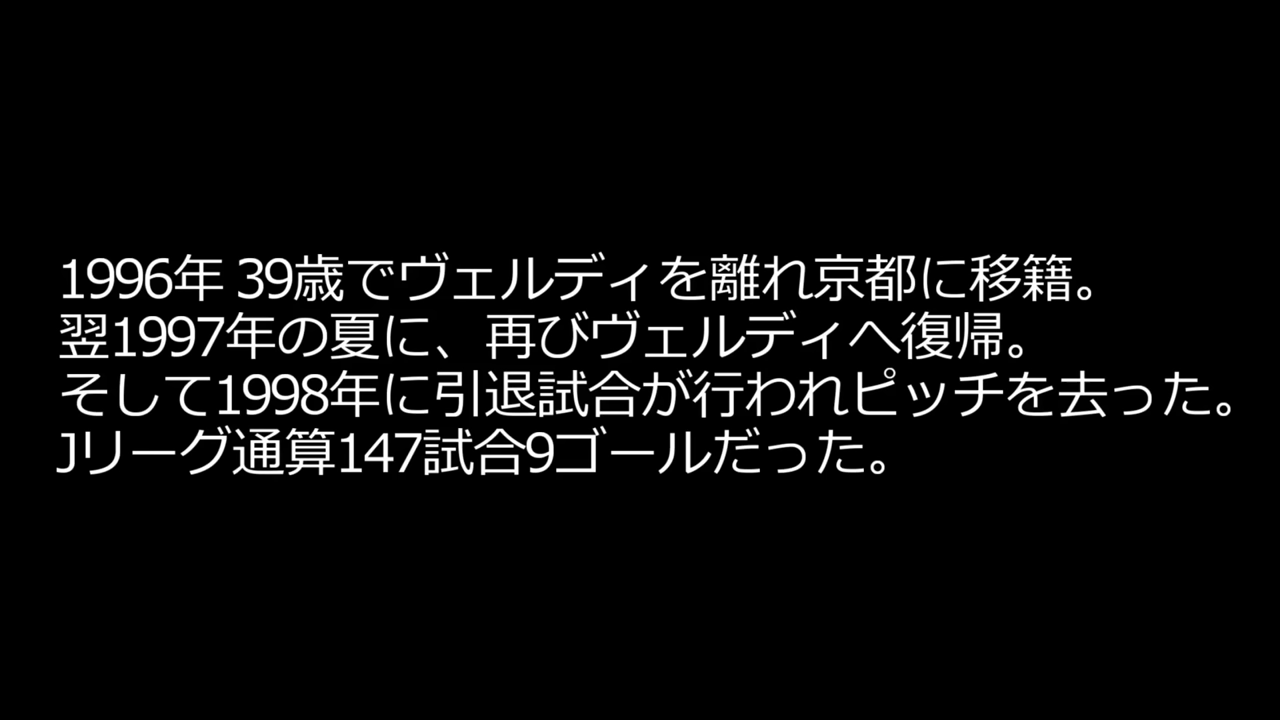 1996年 39歳でヴェルディを離れ京都に移籍。
翌1997年の夏に、再びヴェルディへ復帰。
そして1998年に引退試合が行われピッチを去った。
Jリーグ通算147試合9ゴールだった。